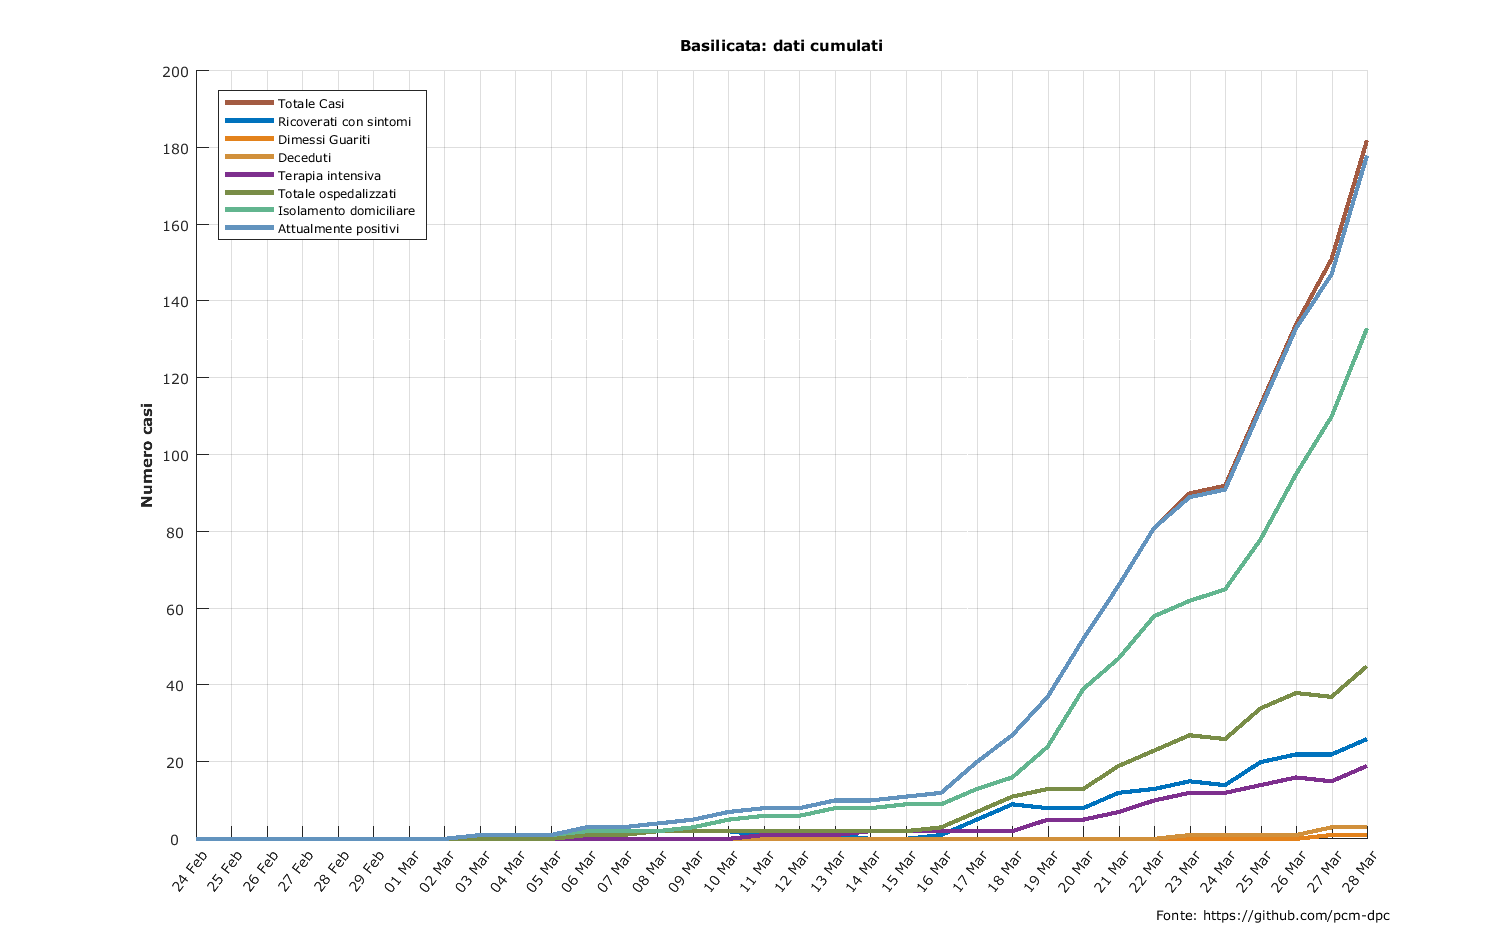 Basilicata: dati cumulati
Numero casi
200
180
160
140
120
100
80
60
40
20
0
Totale Casi
Ricoverati con sintomi
Dimessi Guariti
Deceduti
Terapia intensiva
Totale ospedalizzati
Isolamento domiciliare
Attualmente positivi
24 Feb
25 Feb
26 Feb
27 Feb
28 Feb
29 Feb
01 Mar
02 Mar
03 Mar
04 Mar
05 Mar
06 Mar
07 Mar
08 Mar
09 Mar
10 Mar
11 Mar
12 Mar
13 Mar
14 Mar
15 Mar
16 Mar
17 Mar
18 Mar
19 Mar
20 Mar
21 Mar
22 Mar
23 Mar
24 Mar
25 Mar
26 Mar
27 Mar
28 Mar
Fonte: https://github.com/pcm-dpc